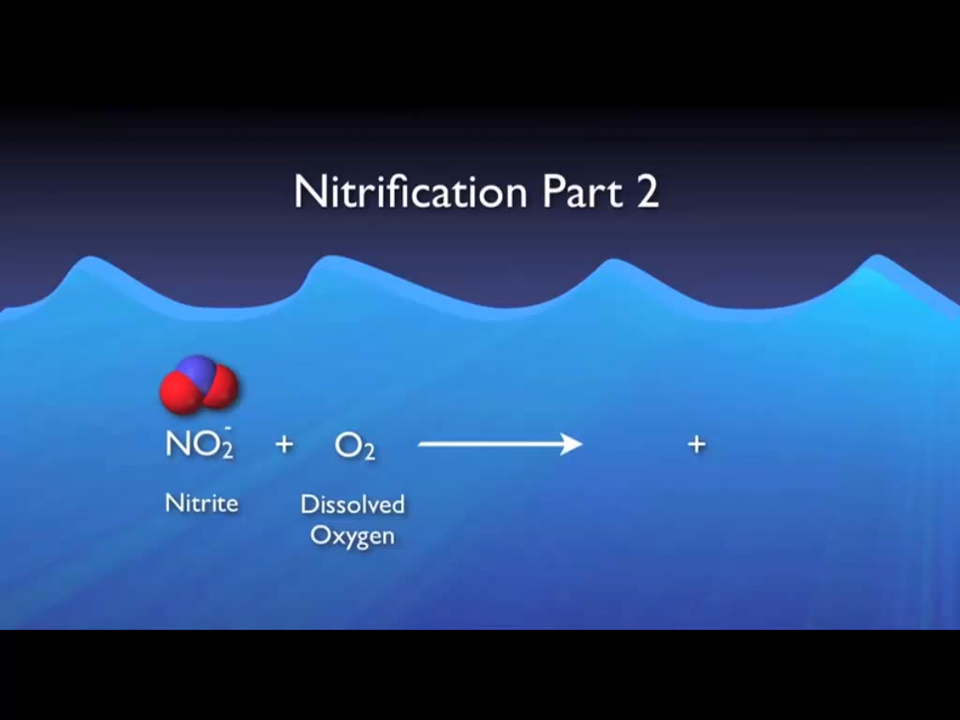 Nitrification Part 2
NO₂⁻ + O₂ → +
Nitrite Dissolved
Oxygen